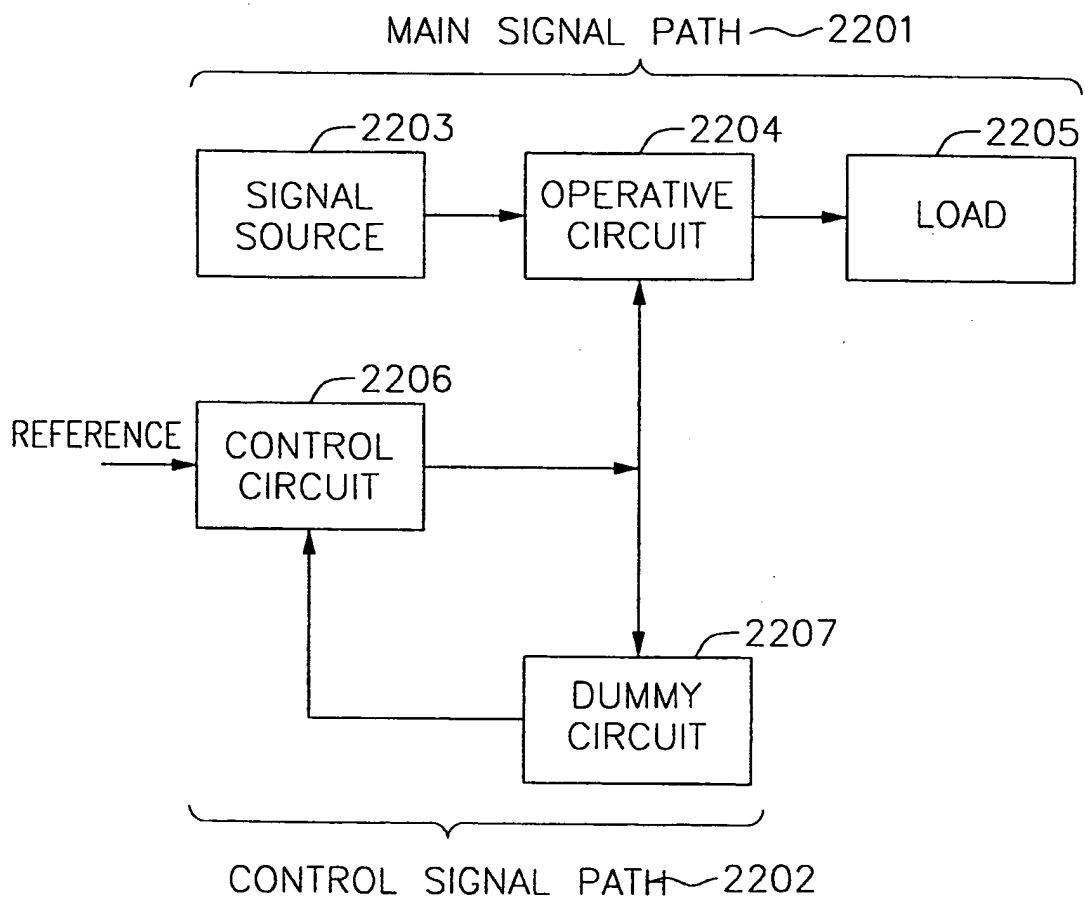 MAIN SIGNAL PATH 2201
2203
2204
2205
SIGNAL
SOURCE
OPERATIVE
CIRCUIT
LOAD
2206
REFERENCE
CONTROL
CIRCUIT
2207
DUMMY
CIRCUIT
CONTROL SIGNAL PATH 2202